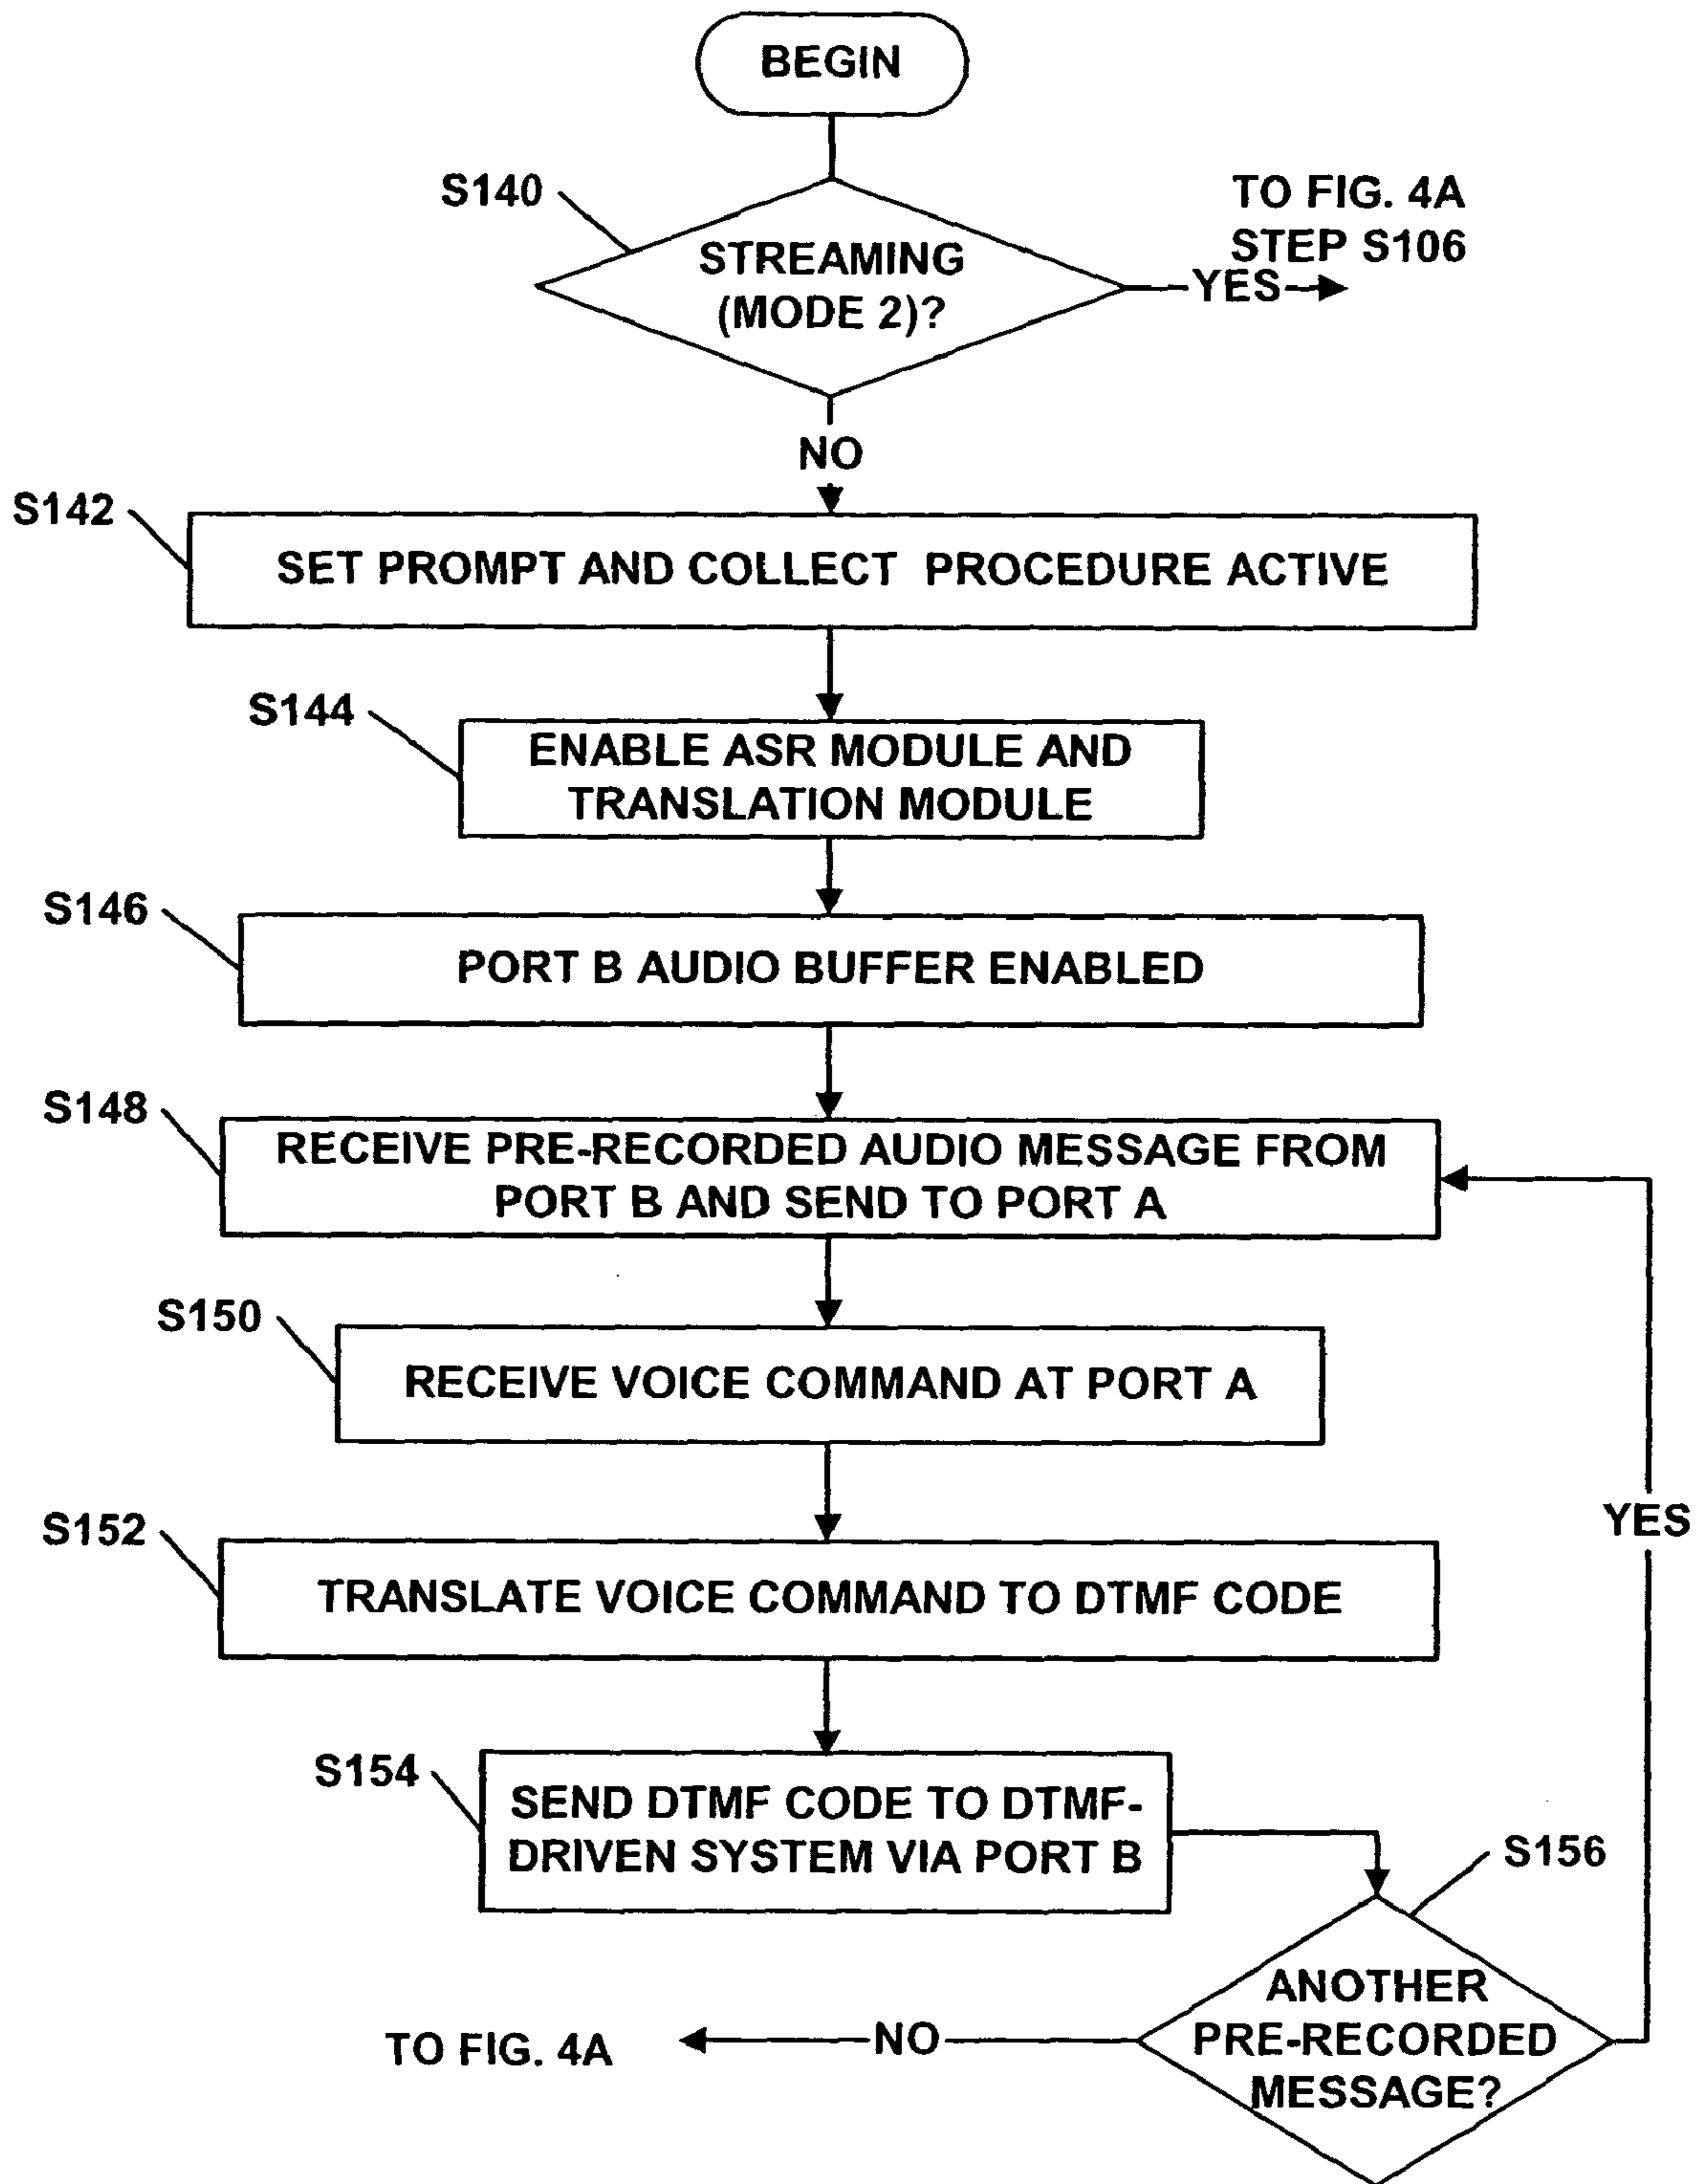 BEGIN
S140
STREAMING
(MODE 2)?
TO FIG. 4A
STEP S106
YES
NO
S142
SET PROMPT AND COLLECT PROCEDURE ACTIVE
S144
ENABLE ASR MODULE AND
TRANSLATION MODULE
S146
PORT B AUDIO BUFFER ENABLED
S148
RECEIVE PRE-RECORDED AUDIO MESSAGE FROM
PORT B AND SEND TO PORT A
S150
RECEIVE VOICE COMMAND AT PORT A
YES
S152
TRANSLATE VOICE COMMAND TO DTMF CODE
S154
SEND DTMF CODE TO DTMF-
DRIVEN SYSTEM VIA PORT B
S156
ANOTHER
PRE-RECORDED
MESSAGE?
NO
TO FIG. 4A